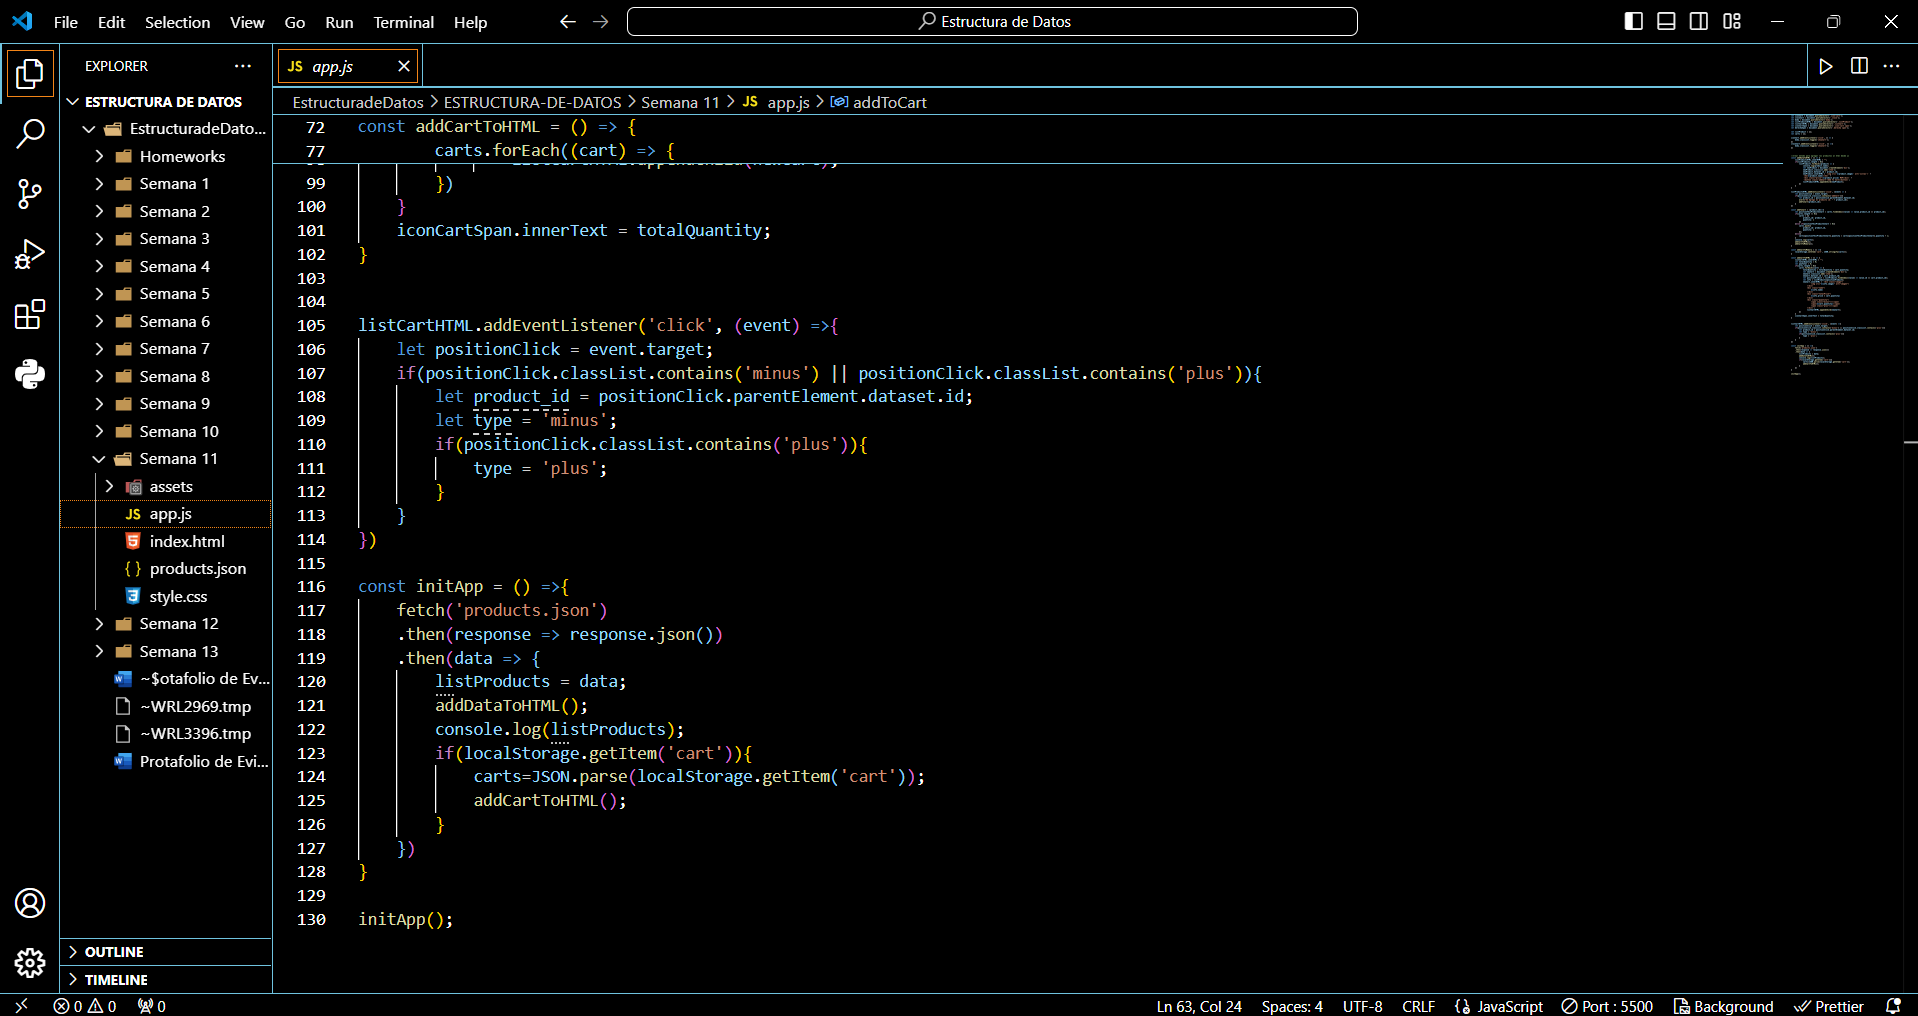 File Edit Selection View Go Run Terminal Help
Estructura de Datos
EXPLORER
ESTRUCTURA DE DATOS
EstructuradeDato...
Homeworks
Semana 1
Semana 2
Semana 3
Semana 4
Semana 5
Semana 6
Semana 7
Semana 8
Semana 9
Semana 10
Semana 11
assets
JS app.js
index.html
{ } products.json
style.css
Semana 12
Semana 13
~$otafolio de Ev...
~WRL2969.tmp
~WRL3396.tmp
Protafolio de Evi...
OUTLINE
TIMELINE
JS app.js
EstructuradeDatos > ESTRUCTURA-DE-DATOS > Semana 11 > JS app.js > addToCart
72 const addCartToHTML = () => {
77 carts.forEach((cart) => {
99 })
100 }
101 iconCartSpan.innerText = totalQuantity;
102 }
103
104
105 listCartHTML.addEventListener('click', (event) =>{
106 let positionClick = event.target;
107 if(positionClick.classList.contains('minus') || positionClick.classList.contains('plus')){
108 let product_id = positionClick.parentElement.dataset.id;
109 let type = 'minus';
110 if(positionClick.classList.contains('plus')){
111 type = 'plus';
112 }
113 }
114 })
115
116 const initApp = () =>{
117 fetch('products.json')
118 .then(response => response.json())
119 .then(data => {
120 listProducts = data;
121 addDataToHTML();
122 console.log(listProducts);
123 if(localStorage.getItem('cart')){
124 carts=JSON.parse(localStorage.getItem('cart'));
125 addCartToHTML();
126 }
127 })
128 }
129
130 initApp();
0 0 0
Ln 63, Col 24 Spaces: 4 UTF-8 CRLF {} JavaScript Port : 5500 Background Prettier